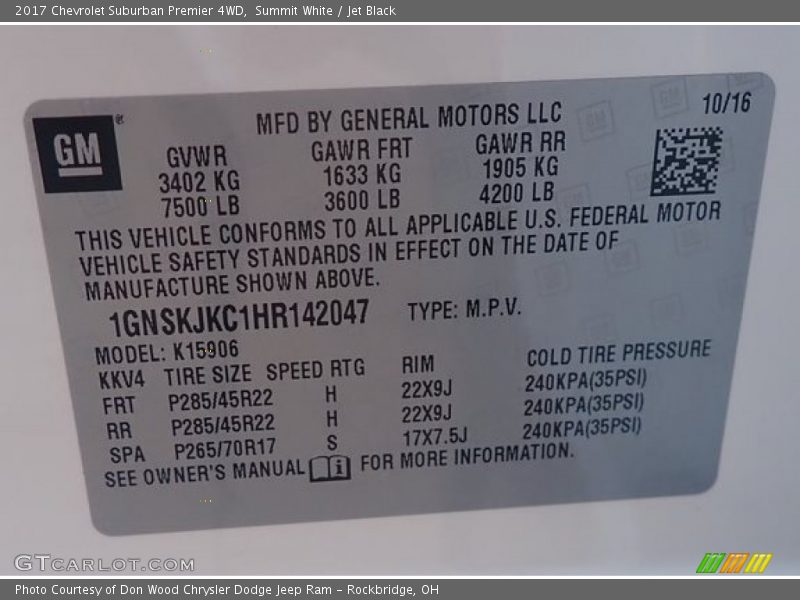 2017 Chevrolet Suburban Premier 4WD, Summit White / Jet Black
GM®
MFD BY GENERAL MOTORS LLC
10/16
GVWR GAWR FRT GAWR RR
3402 KG 1633 KG 1905 KG
7500 LB 3600 LB 4200 LB
THIS VEHICLE CONFORMS TO ALL APPLICABLE U.S. FEDERAL MOTOR
VEHICLE SAFETY STANDARDS IN EFFECT ON THE DATE OF
MANUFACTURE SHOWN ABOVE.
1GNSKJKC1HR142047 TYPE: M.P.V.
MODEL: K15906
KKV4 TIRE SIZE SPEED RTG RIM COLD TIRE PRESSURE
FRT P285/45R22 H 22X9J 240KPA(35PSI)
RR P285/45R22 H 22X9J 240KPA(35PSI)
SPA P265/70R17 S 17X7.5J 240KPA(35PSI)
SEE OWNER'S MANUAL i FOR MORE INFORMATION.
GTCARLOT.COM
Photo Courtesy of Don Wood Chrysler Dodge Jeep Ram – Rockbridge, OH